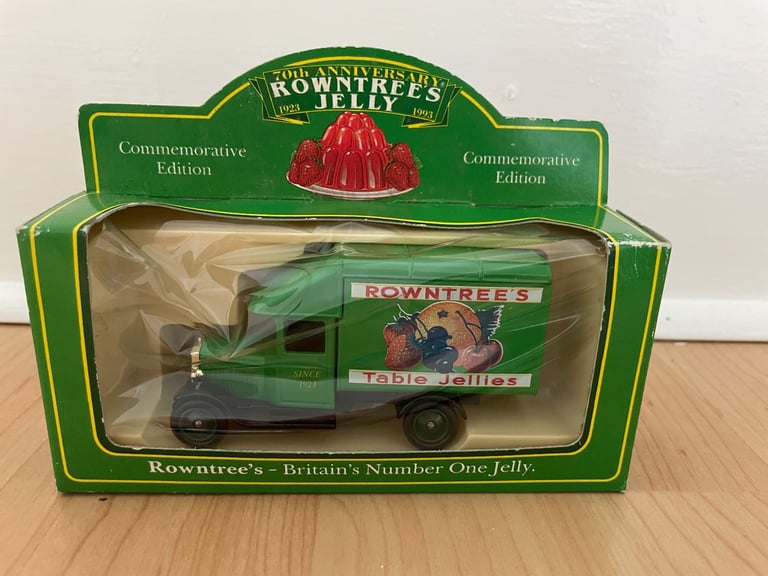 70th ANNIVERSARY
ROWNTREE'S
JELLY
1923 1993
Commemorative
Edition
Commemorative
Edition
ROWNTREE'S
SINCE
1923
Table Jellies
Rowntree's - Britain's Number One Jelly.